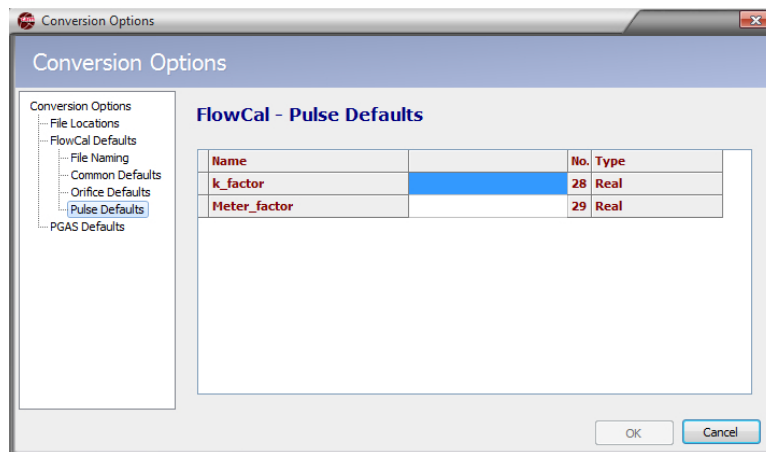 Conversion Options
Conversion Options
Conversion Options
File Locations
FlowCal Defaults
File Naming
Common Defaults
Orifice Defaults
Pulse Defaults
PGAS Defaults
FlowCal - Pulse Defaults
Name No. Type
k_factor 28 Real
Meter_factor 29 Real
OK Cancel